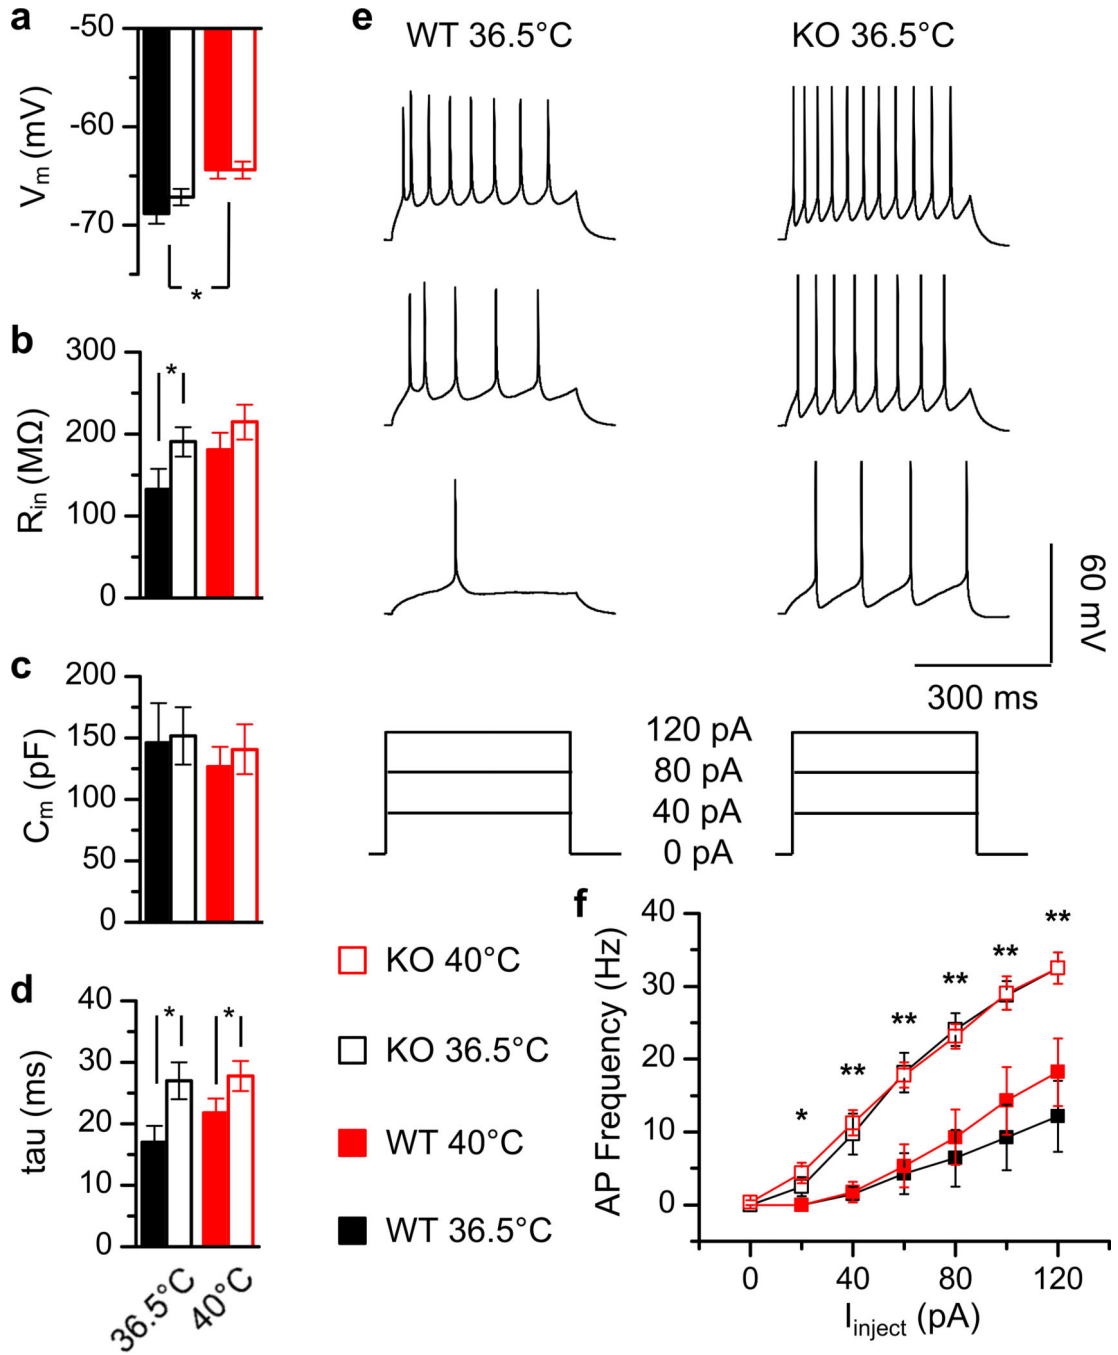 a
-50
-60
-70
Vm (mV)
*
b
300
200
100
0
Rin (MΩ)
*
c
200
150
100
50
0
Cm (pF)
d
40
30
20
10
0
tau (ms)
* *
36.5°C 40°C
e
WT 36.5°C KO 36.5°C
60 mV
300 ms
120 pA
80 pA
40 pA
0 pA
KO 40°C
KO 36.5°C
WT 40°C
WT 36.5°C
f
40
30
20
10
0
AP Frequency (Hz)
* ** ** ** ** **
0 40 80 120
Iinject (pA)